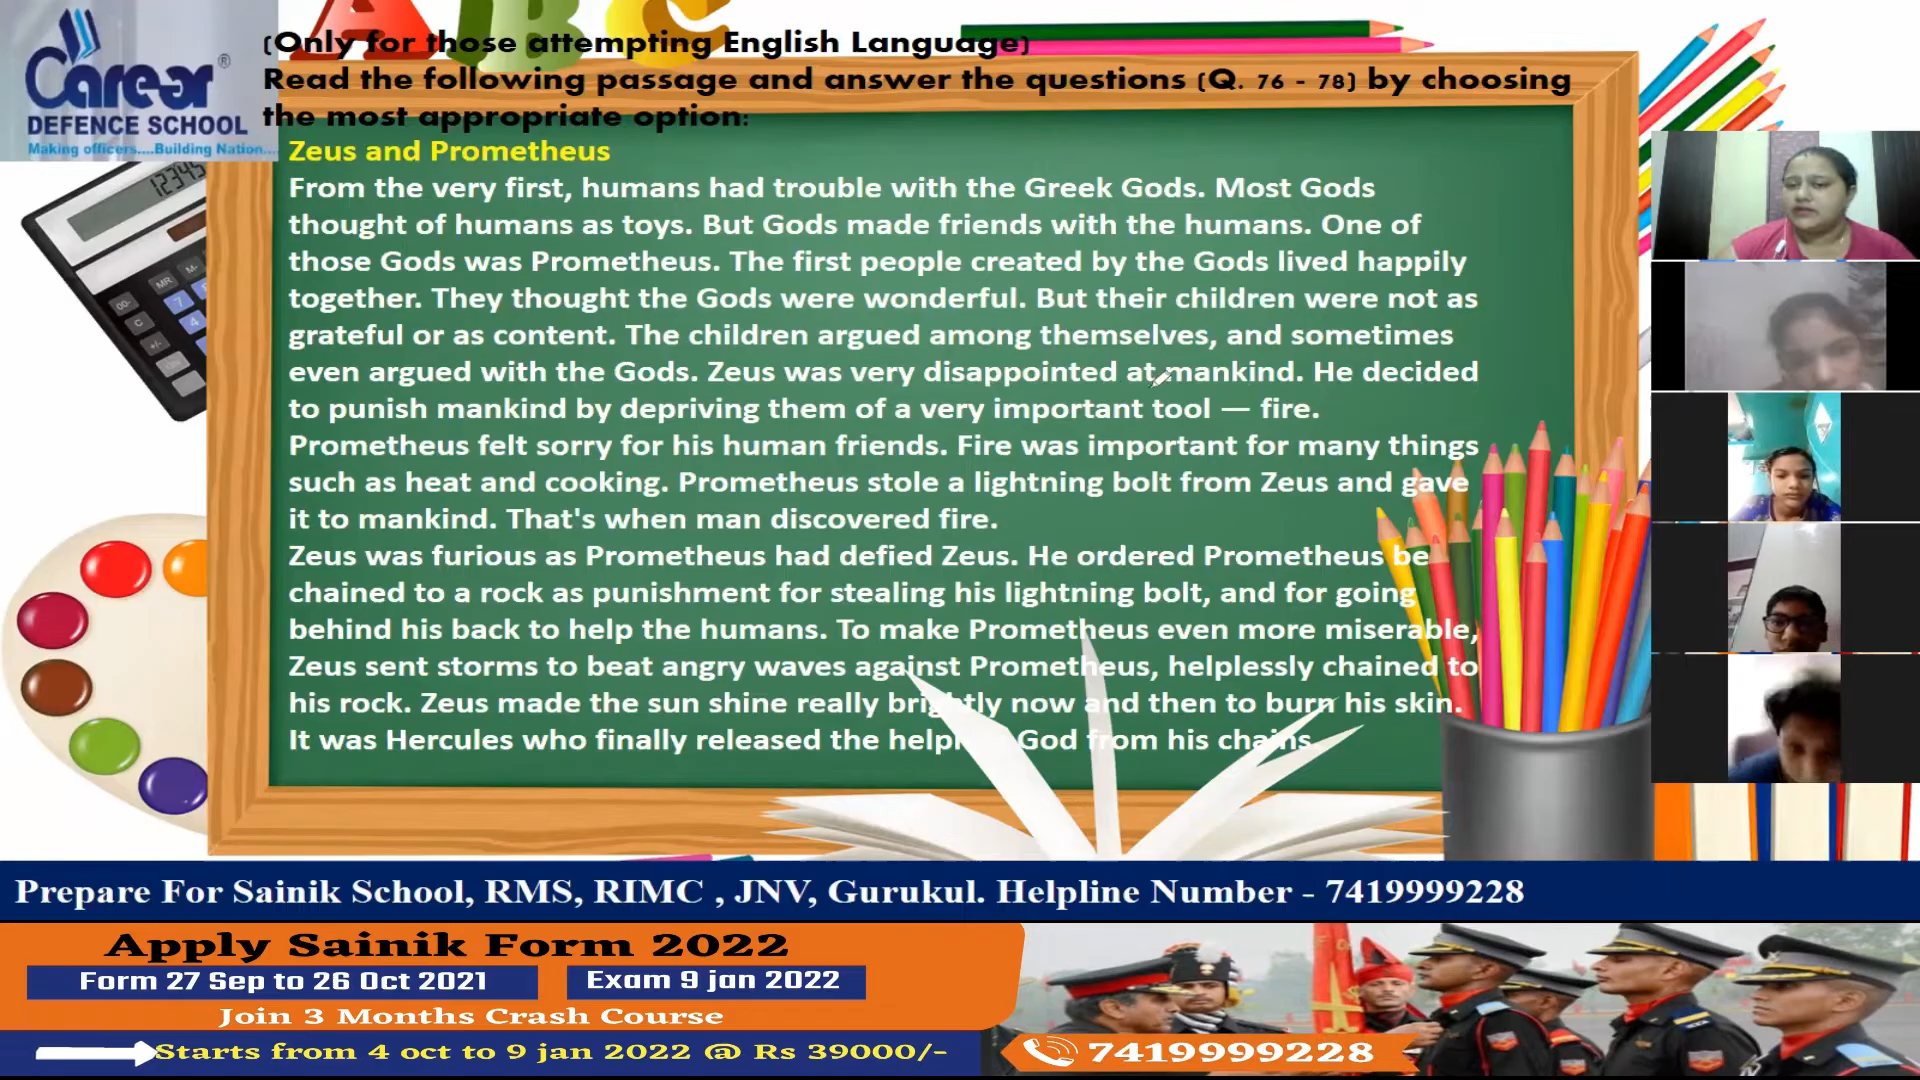 A B C
Career®
DEFENCE SCHOOL
Making officers....Building Nation....
(Only for those attempting English Language)
Read the following passage and answer the questions (Q. 76 - 78) by choosing
the most appropriate option:
Zeus and Prometheus
From the very first, humans had trouble with the Greek Gods. Most Gods
thought of humans as toys. But Gods made friends with the humans. One of
those Gods was Prometheus. The first people created by the Gods lived happily
together. They thought the Gods were wonderful. But their children were not as
grateful or as content. The children argued among themselves, and sometimes
even argued with the Gods. Zeus was very disappointed at mankind. He decided
to punish mankind by depriving them of a very important tool — fire.
Prometheus felt sorry for his human friends. Fire was important for many things
such as heat and cooking. Prometheus stole a lightning bolt from Zeus and gave
it to mankind. That's when man discovered fire.
Zeus was furious as Prometheus had defied Zeus. He ordered Prometheus be
chained to a rock as punishment for stealing his lightning bolt, and for going
behind his back to help the humans. To make Prometheus even more miserable,
Zeus sent storms to beat angry waves against Prometheus, helplessly chained to
his rock. Zeus made the sun shine really brightly now and then to burn his skin.
It was Hercules who finally released the God from his chains.
Prepare For Sainik School, RMS, RIMC , JNV, Gurukul. Helpline Number - 7419999228
Apply Sainik Form 2022
Form 27 Sep to 26 Oct 2021
Exam 9 jan 2022
Join 3 Months Crash Course
Starts from 4 oct to 9 jan 2022 @ Rs 39000/-
7419999228